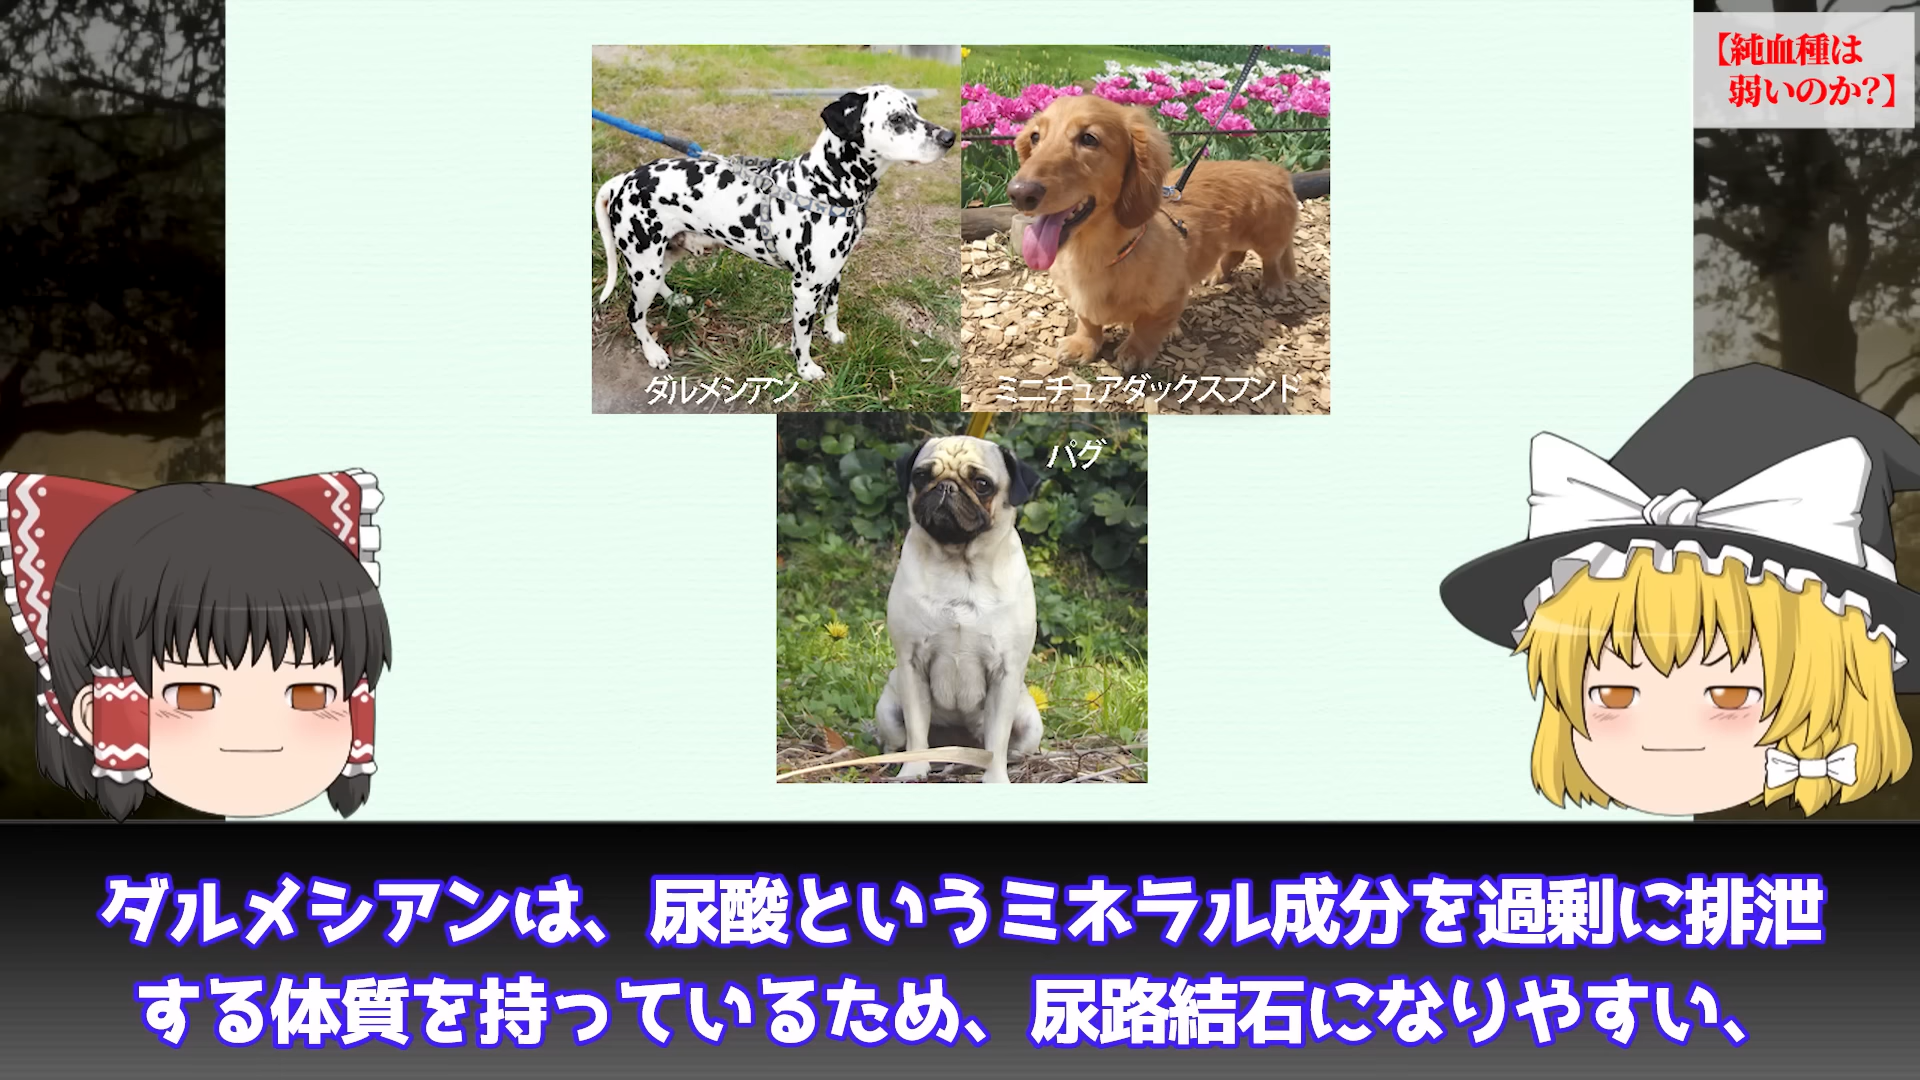 【純血種は
弱いのか?】
ダルメシアン
ミニチュアダックスフンド
パグ
ダルメシアンは、尿酸というミネラル成分を過剰に排泄
する体質を持っているため、尿路結石になりやすい、